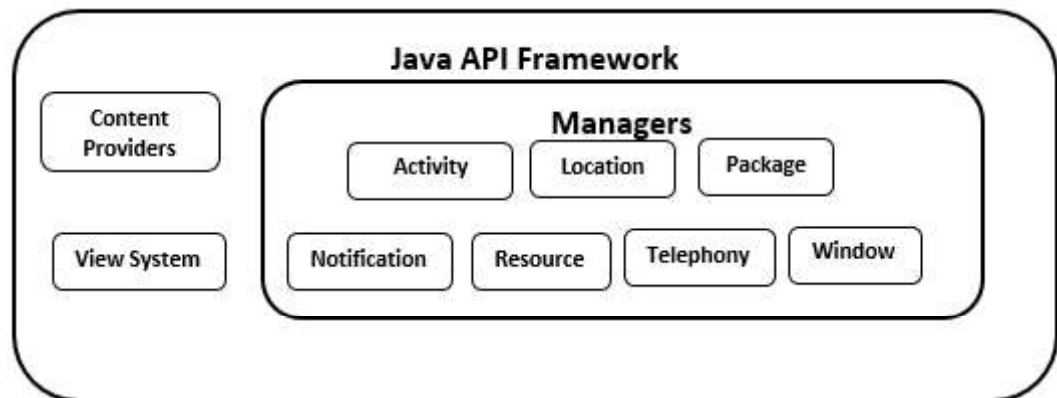 Java API Framework
Content
Providers
Managers
Activity
Location
Package
View System
Notification
Resource
Telephony
Window